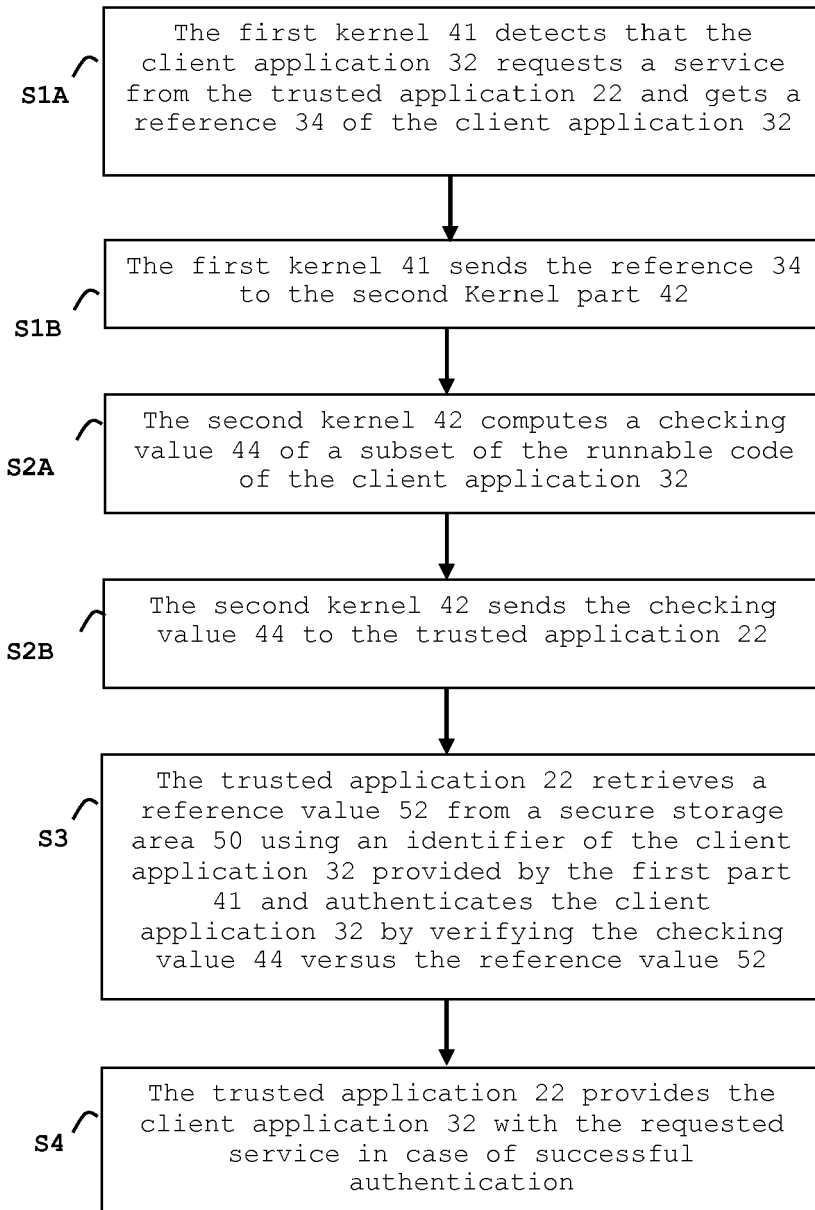 The first kernel 41 detects that the
client application 32 requests a service
S1A
from the trusted application 22 and gets a
reference 34 of the client application 32
The first kernel 41 sends the reference 34
to the second Kernel part 42
S1B
The second kernel 42 computes a checking
value 44 of a subset of the runnable code
S2A
of the client application 32
The second kernel 42 sends the checking
value 44 to the trusted application 22
S2B
The trusted application 22 retrieves a
reference value 52 from a secure storage
S3
area 50 using an identifier of the client
application 32 provided by the first part
41 and authenticates the client
application 32 by verifying the checking
value 44 versus the reference value 52
The trusted application 22 provides the
client application 32 with the requested
S4
service in case of successful
authentication